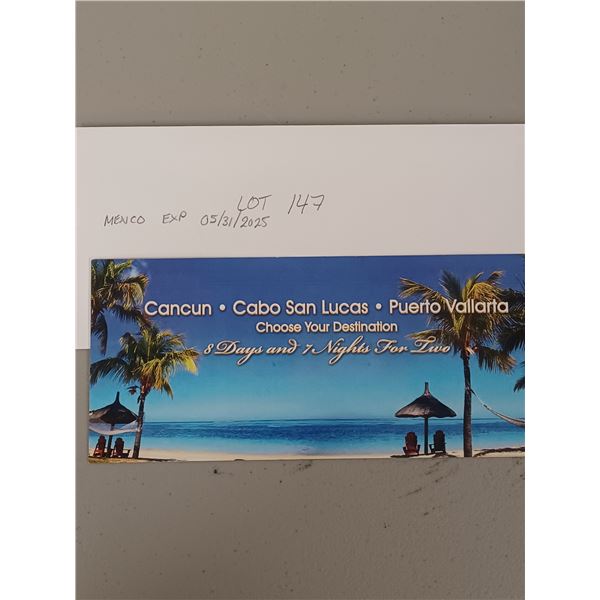 LOT 147
MEXICO EXP 05/31/2025
Cancun • Cabo San Lucas • Puerto Vallarta
Choose Your Destination
8 Days and 7 Nights For Two